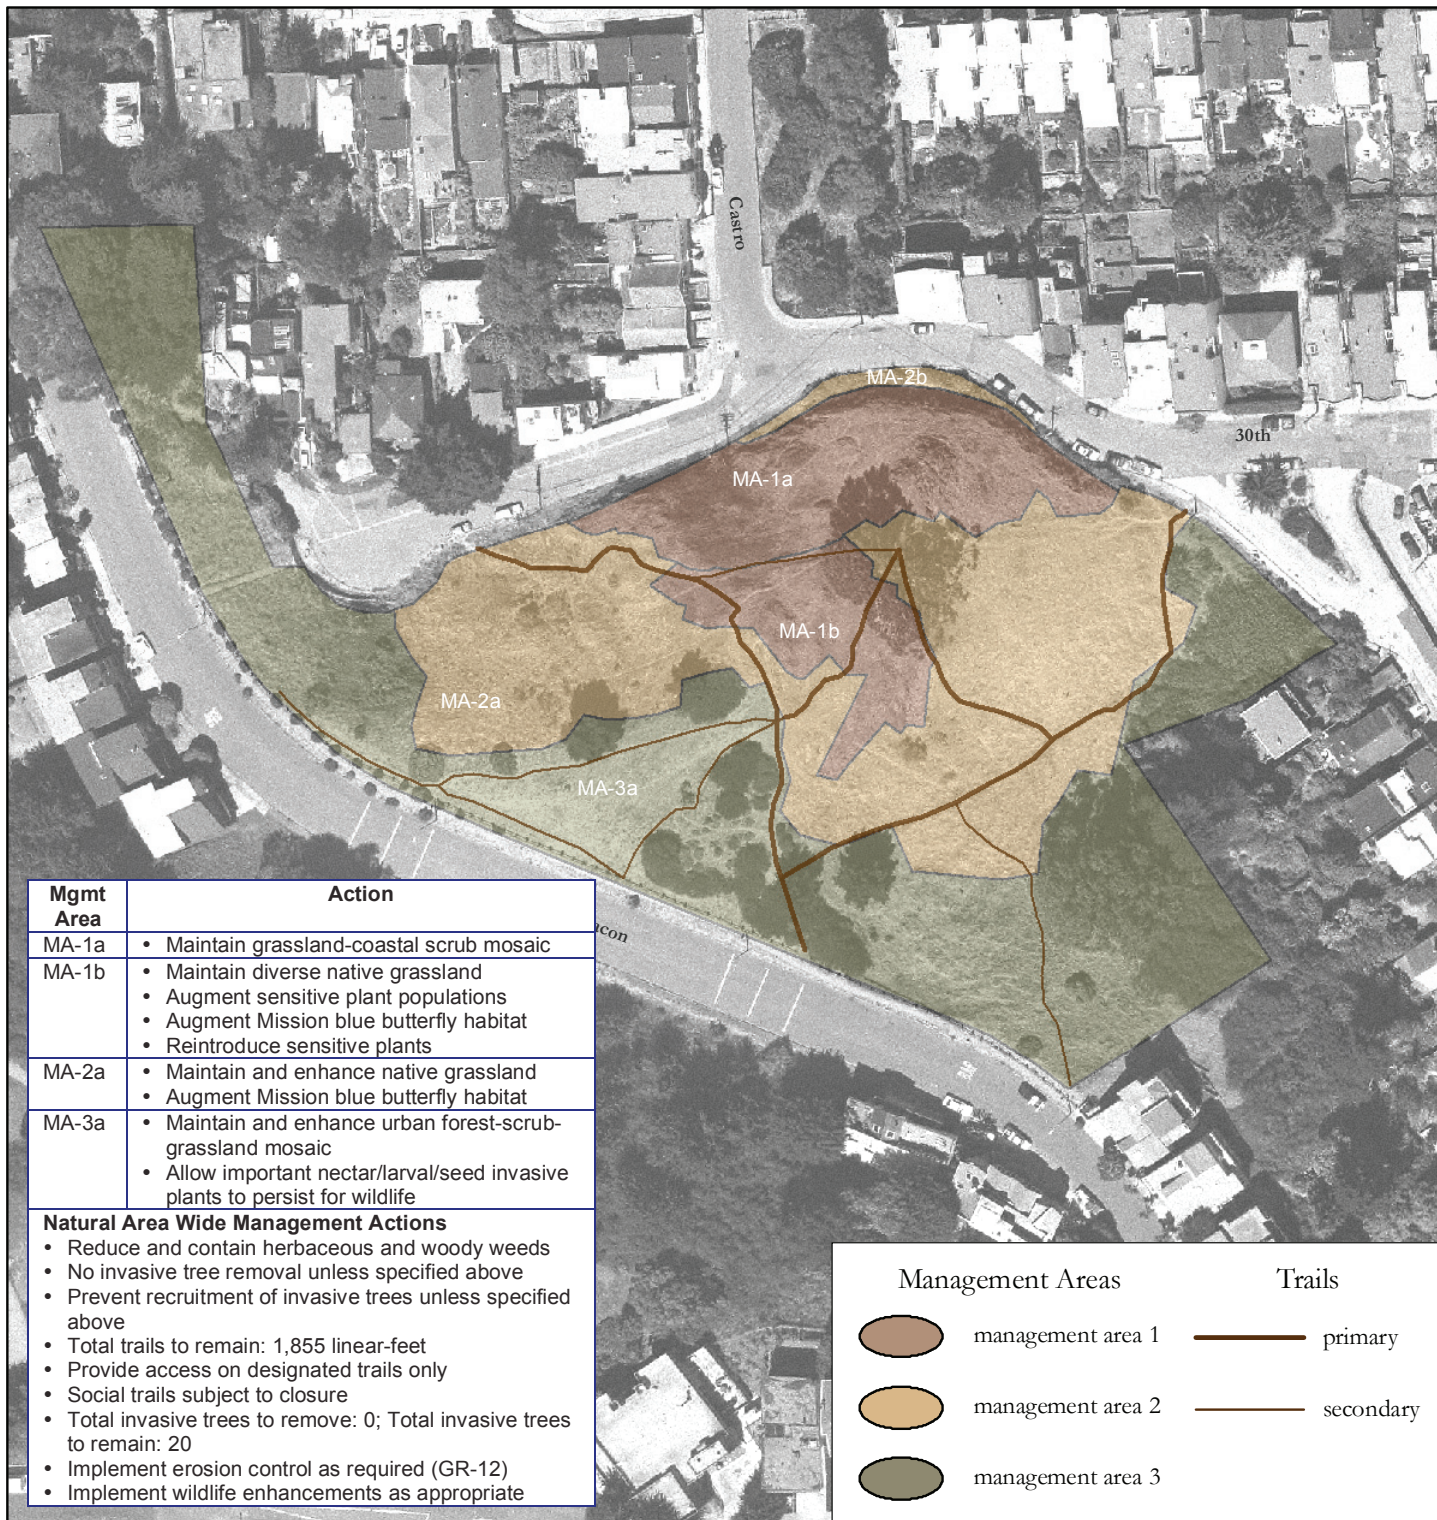 Castro
MA-2b
30th
MA-1a
MA-1b
MA-2a
MA-3a
Mgmt Area Action
MA-1a • Maintain grassland-coastal scrub mosaic
MA-1b • Maintain diverse native grassland
• Augment sensitive plant populations
• Augment Mission blue butterfly habitat
• Reintroduce sensitive plants
MA-2a • Maintain and enhance native grassland
• Augment Mission blue butterfly habitat
MA-3a • Maintain and enhance urban forest-scrub-
grassland mosaic
• Allow important nectar/larval/seed invasive
plants to persist for wildlife
Natural Area Wide Management Actions
• Reduce and contain herbaceous and woody weeds
• No invasive tree removal unless specified above
• Prevent recruitment of invasive trees unless specified
above
• Total trails to remain: 1,855 linear-feet
• Provide access on designated trails only
• Social trails subject to closure
• Total invasive trees to remove: 0; Total invasive trees
to remain: 20
• Implement erosion control as required (GR-12)
• Implement wildlife enhancements as appropriate
Management Areas Trails
management area 1 primary
management area 2 secondary
management area 3